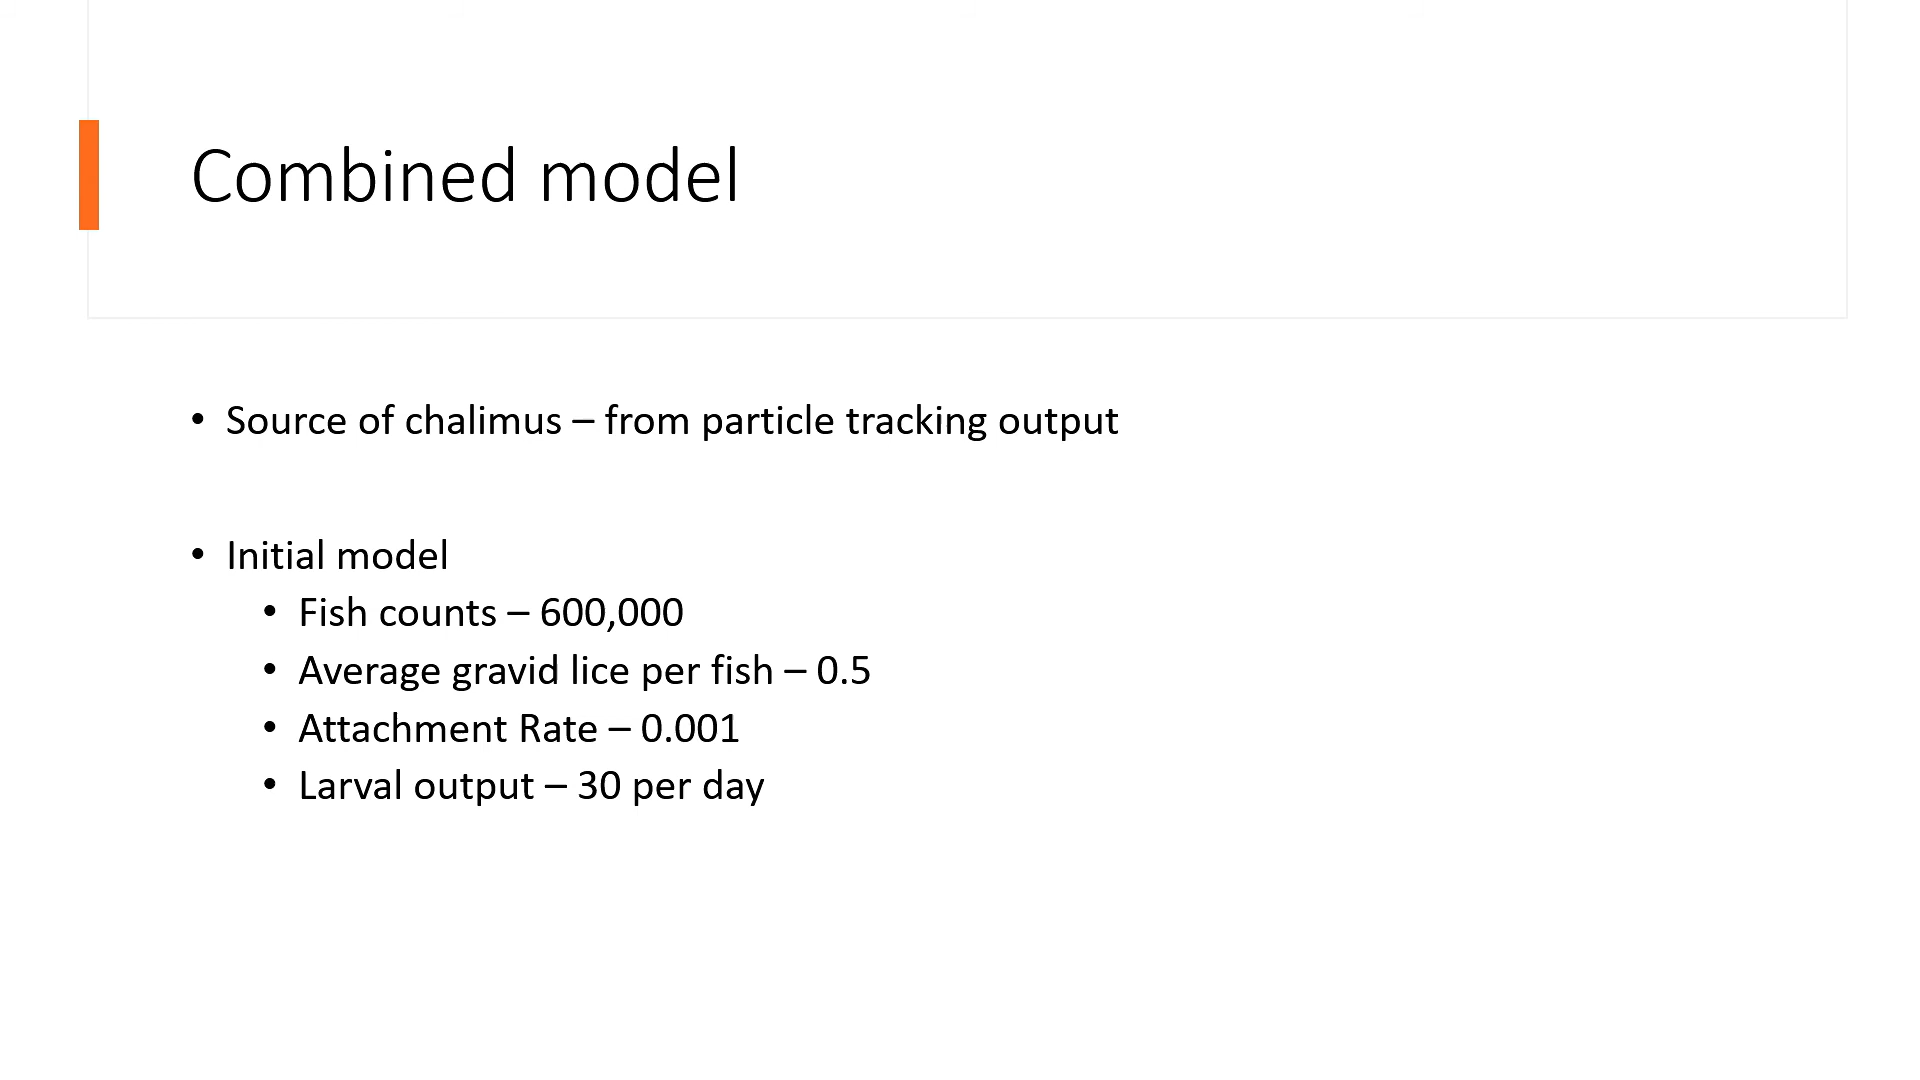 Combined model
• Source of chalimus – from particle tracking output
• Initial model
• Fish counts – 600,000
• Average gravid lice per fish – 0.5
• Attachment Rate – 0.001
• Larval output – 30 per day